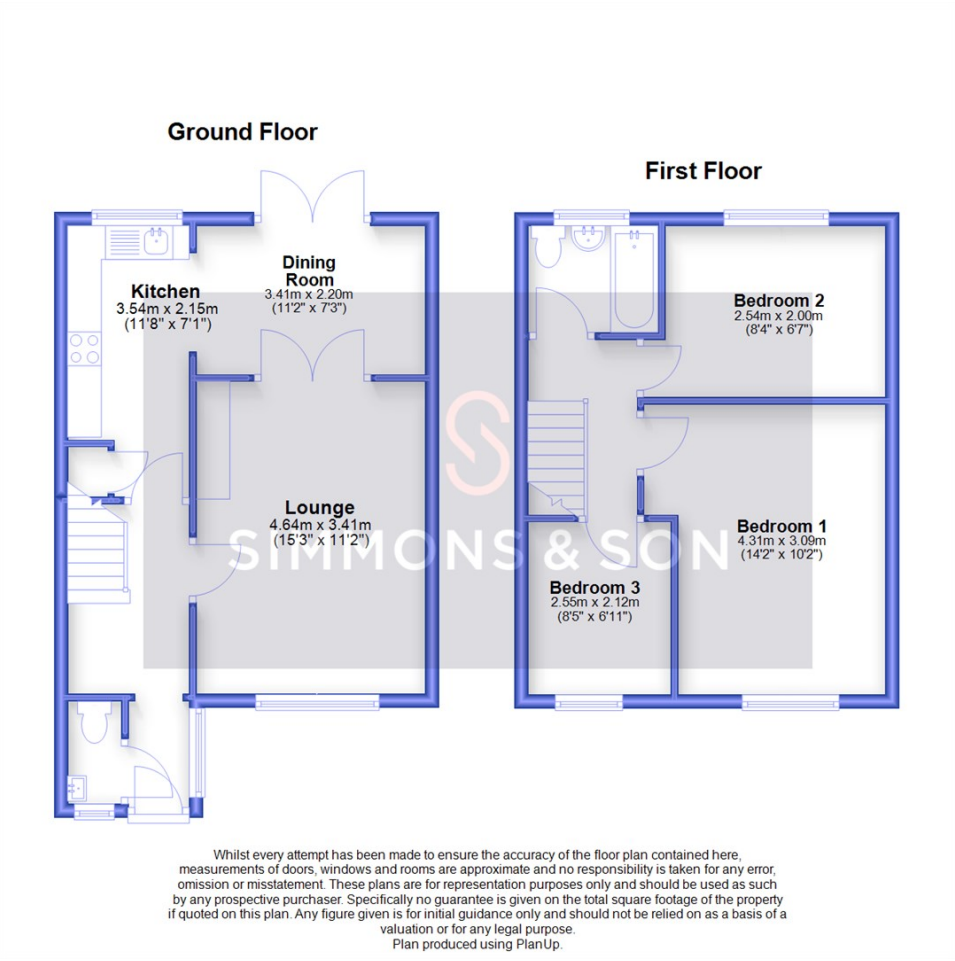 Ground Floor
First Floor
Dining
Room
3.41m x 2.20m
(11'2" x 7'3")
Kitchen
3.54m x 2.15m
(11'8" x 7'1")
Bedroom 2
2.54m x 2.00m
(8'4" x 6'7")
Lounge
4.64m x 3.41m
(15'3" x 11'2")
Bedroom 1
4.31m x 3.09m
(14'2" x 10'2")
SIMMONS & SON
Bedroom 3
2.55m x 2.12m
(8'5" x 6'11")
Whilst every attempt has been made to ensure the accuracy of the floor plan contained here,
measurements of doors, windows and rooms are approximate and no responsibility is taken for any error,
omission or misstatement. These plans are for representation purposes only and should be used as such
by any prospective purchaser. Specifically no guarantee is given on the total square footage of the property
if quoted on this plan. Any figure given is for initial guidance only and should not be relied on as a basis of a
valuation or for any legal purpose.
Plan produced using PlanUp.